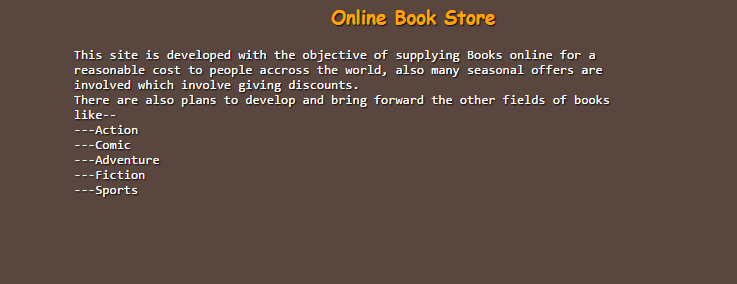 Online Book Store
This site is developed with the objective of supplying Books online for a
reasonable cost to people accross the world, also many seasonal offers are
involved which involve giving discounts.
There are also plans to develop and bring forward the other fields of books
like--
---Action
---Comic
---Adventure
---Fiction
---Sports